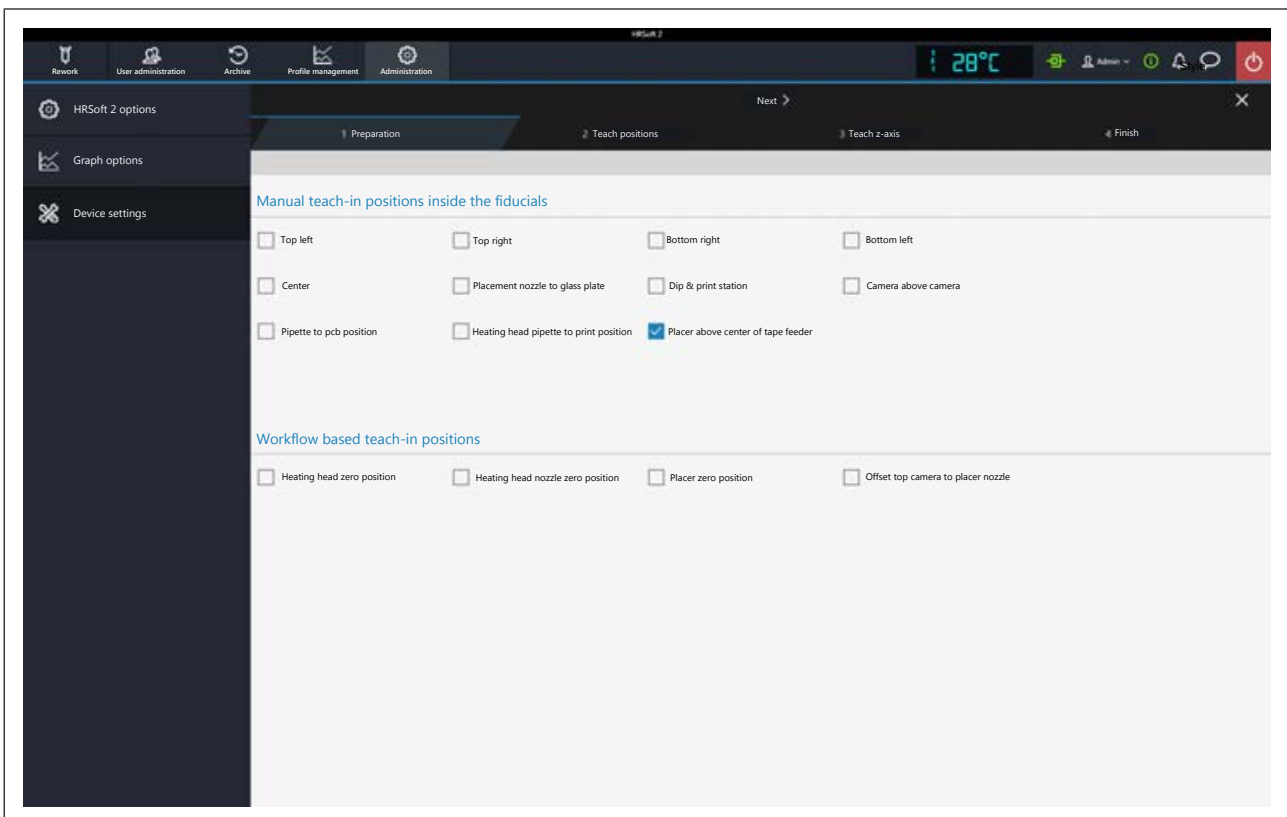 HRSoft 2
Rework User administration Archive Profile management Administration 28°C Admin Style
HRSoft 2 options
Next
1 Preparation 2 Teach positions 3 Teach z-axis 4 Finish
Graph options
Device settings
Manual teach-in positions inside the fiducials
Top left Top right Bottom right Bottom left
Center Placement nozzle to glass plate Dip & print station Camera above camera
Pipette to pcb position Heating head pipette to print position Placer above center of tape feeder
Workflow based teach-in positions
Heating head zero position Heating head nozzle zero position Placer zero position Offset top camera to placer nozzle